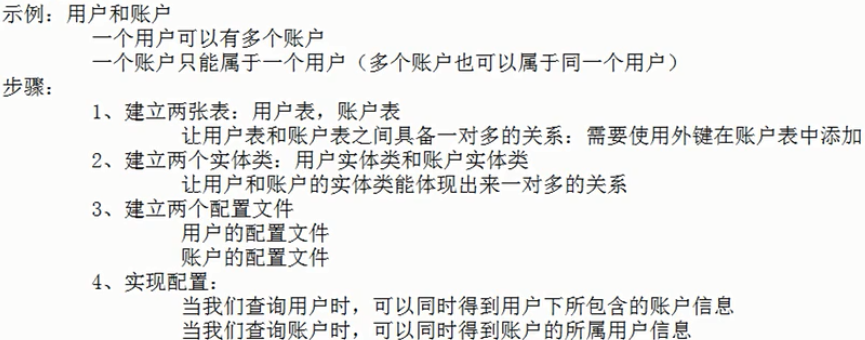 示例：用户和账户
一个用户可以有多个账户
一个账户只能属于一个用户（多个账户也可以属于同一个用户）
步骤：
1、建立两张表：用户表，账户表
让用户表和账户表之间具备一对多的关系：需要使用外键在账户表中添加
2、建立两个实体类：用户实体类和账户实体类
让用户和账户的实体类能体现出来一对多的关系
3、建立两个配置文件
用户的配置文件
账户的配置文件
4、实现配置：
当我们查询用户时，可以同时得到用户下所包含的账户信息
当我们查询账户时，可以同时得到账户的所属用户信息